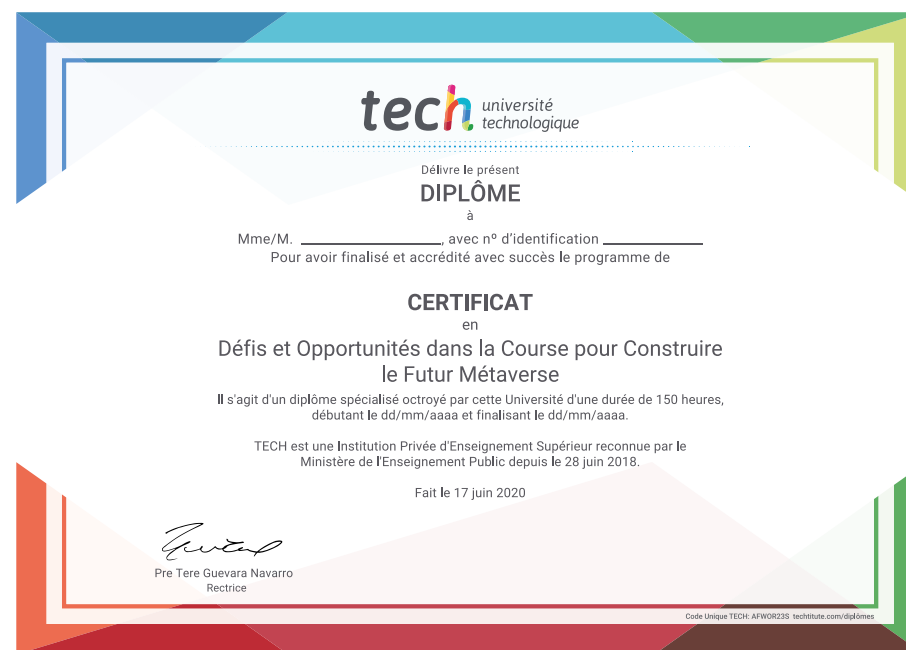 tech université
technologique
Délivre le présent
DIPLÔME
à
Mme/M. ____________________, avec nº d'identification ______________
Pour avoir finalisé et accrédité avec succès le programme de
CERTIFICAT
en
Défis et Opportunités dans la Course pour Construire
le Futur Métaverse
Il s'agit d'un diplôme spécialisé octroyé par cette Université d'une durée de 150 heures,
débutant le dd/mm/aaaa et finalisant le dd/mm/aaaa.
TECH est une Institution Privée d'Enseignement Supérieur reconnue par le
Ministère de l'Enseignement Public depuis le 28 juin 2018.
Fait le 17 juin 2020
Pre Tere Guevara Navarro
Rectrice
Code Unique TECH: AFWOR23S techtitute.com/diplômes